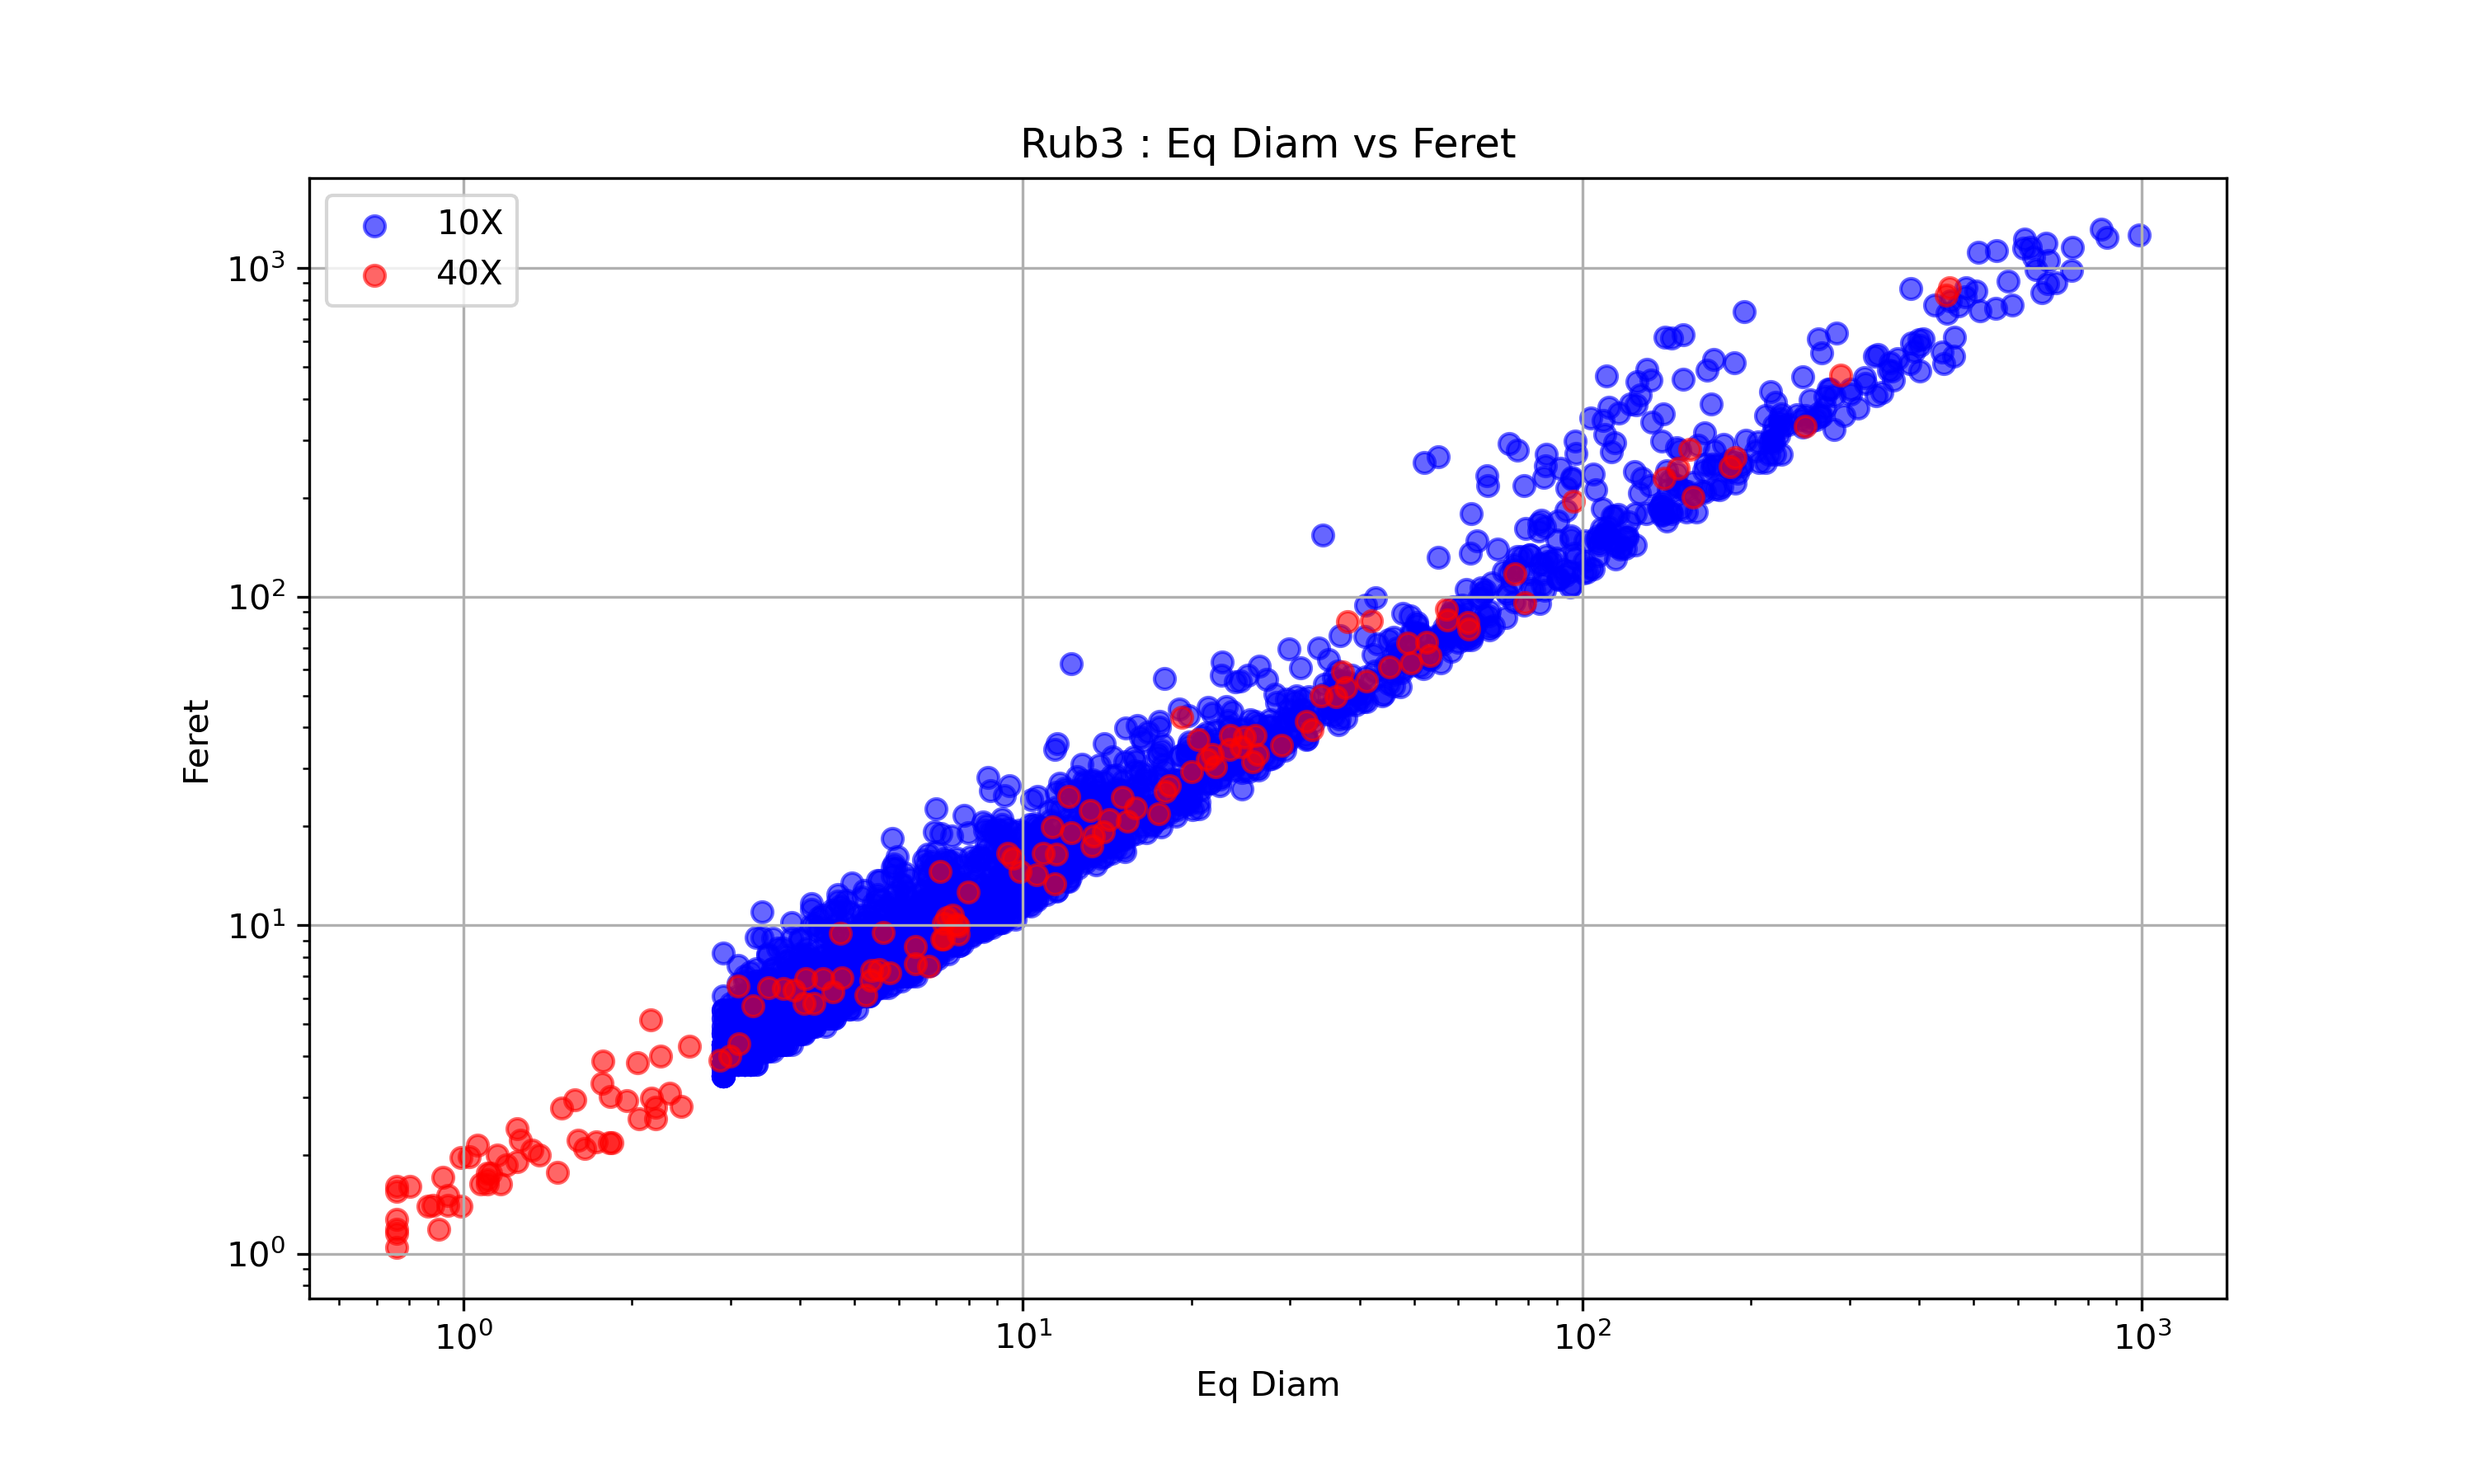 Rub3 : Eq Diam vs Feret
10X
40X
10³
10²
10¹
10⁰
Feret
10⁰ 10¹ 10² 10³
Eq Diam